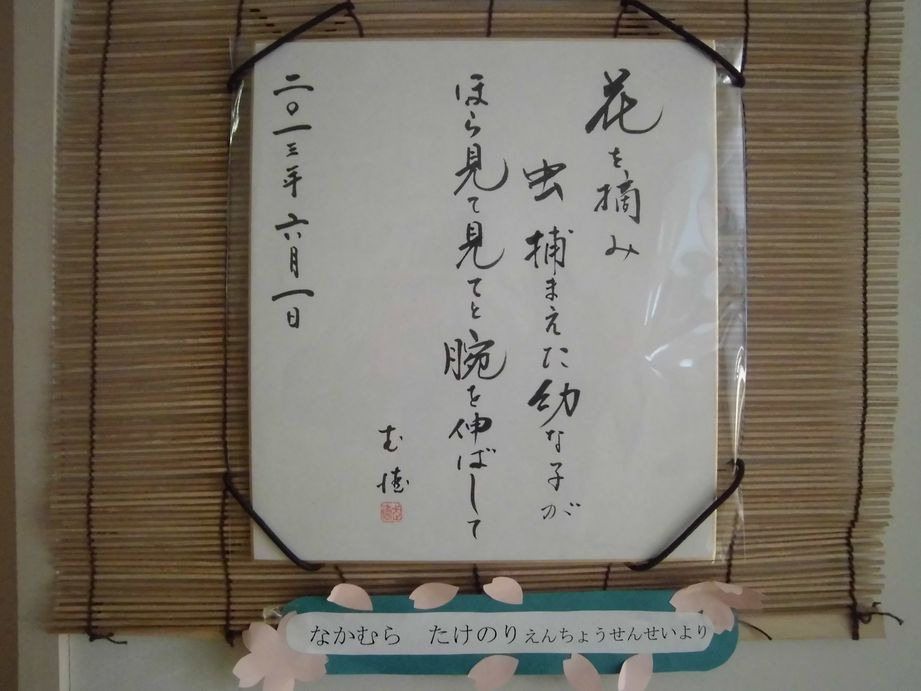 花を摘み
虫捕まえた幼な子が
ほら見て見てと腕を伸ばして
む憓
二〇一三年六月一日
なかむら　たけのりえんちょうせんせいより